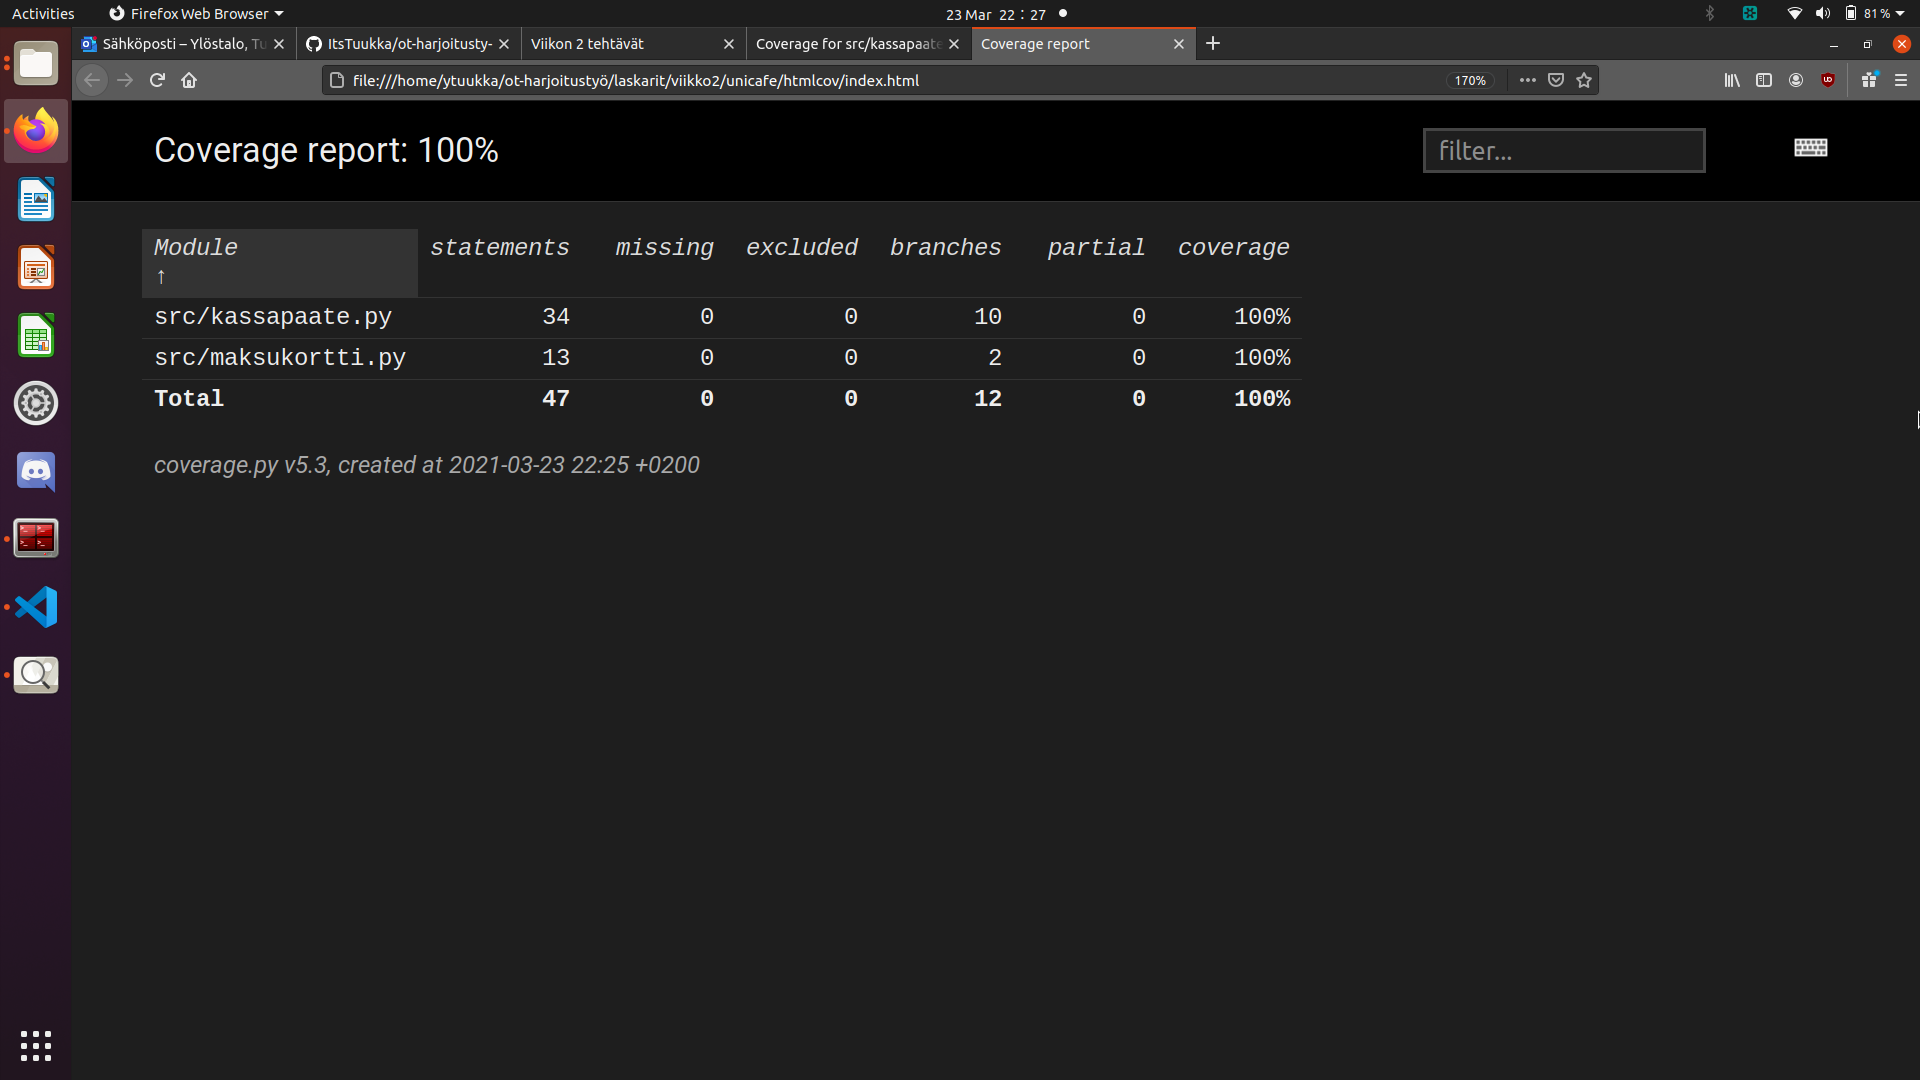 Activities Firefox Web Browser 23 Mar 22:27 81%
Sähköposti – Ylöstalo, Tu ItsTuukka/ot-harjoitusty- Viikon 2 tehtävät Coverage for src/kassapaate Coverage report
file:///home/ytuukka/ot-harjoitustyö/laskarit/viikko2/unicafe/htmlcov/index.html 170%
Coverage report: 100% filter...
Module ↑ statements missing excluded branches partial coverage
src/kassapaate.py 34 0 0 10 0 100%
src/maksukortti.py 13 0 0 2 0 100%
Total 47 0 0 12 0 100%
coverage.py v5.3, created at 2021-03-23 22:25 +0200